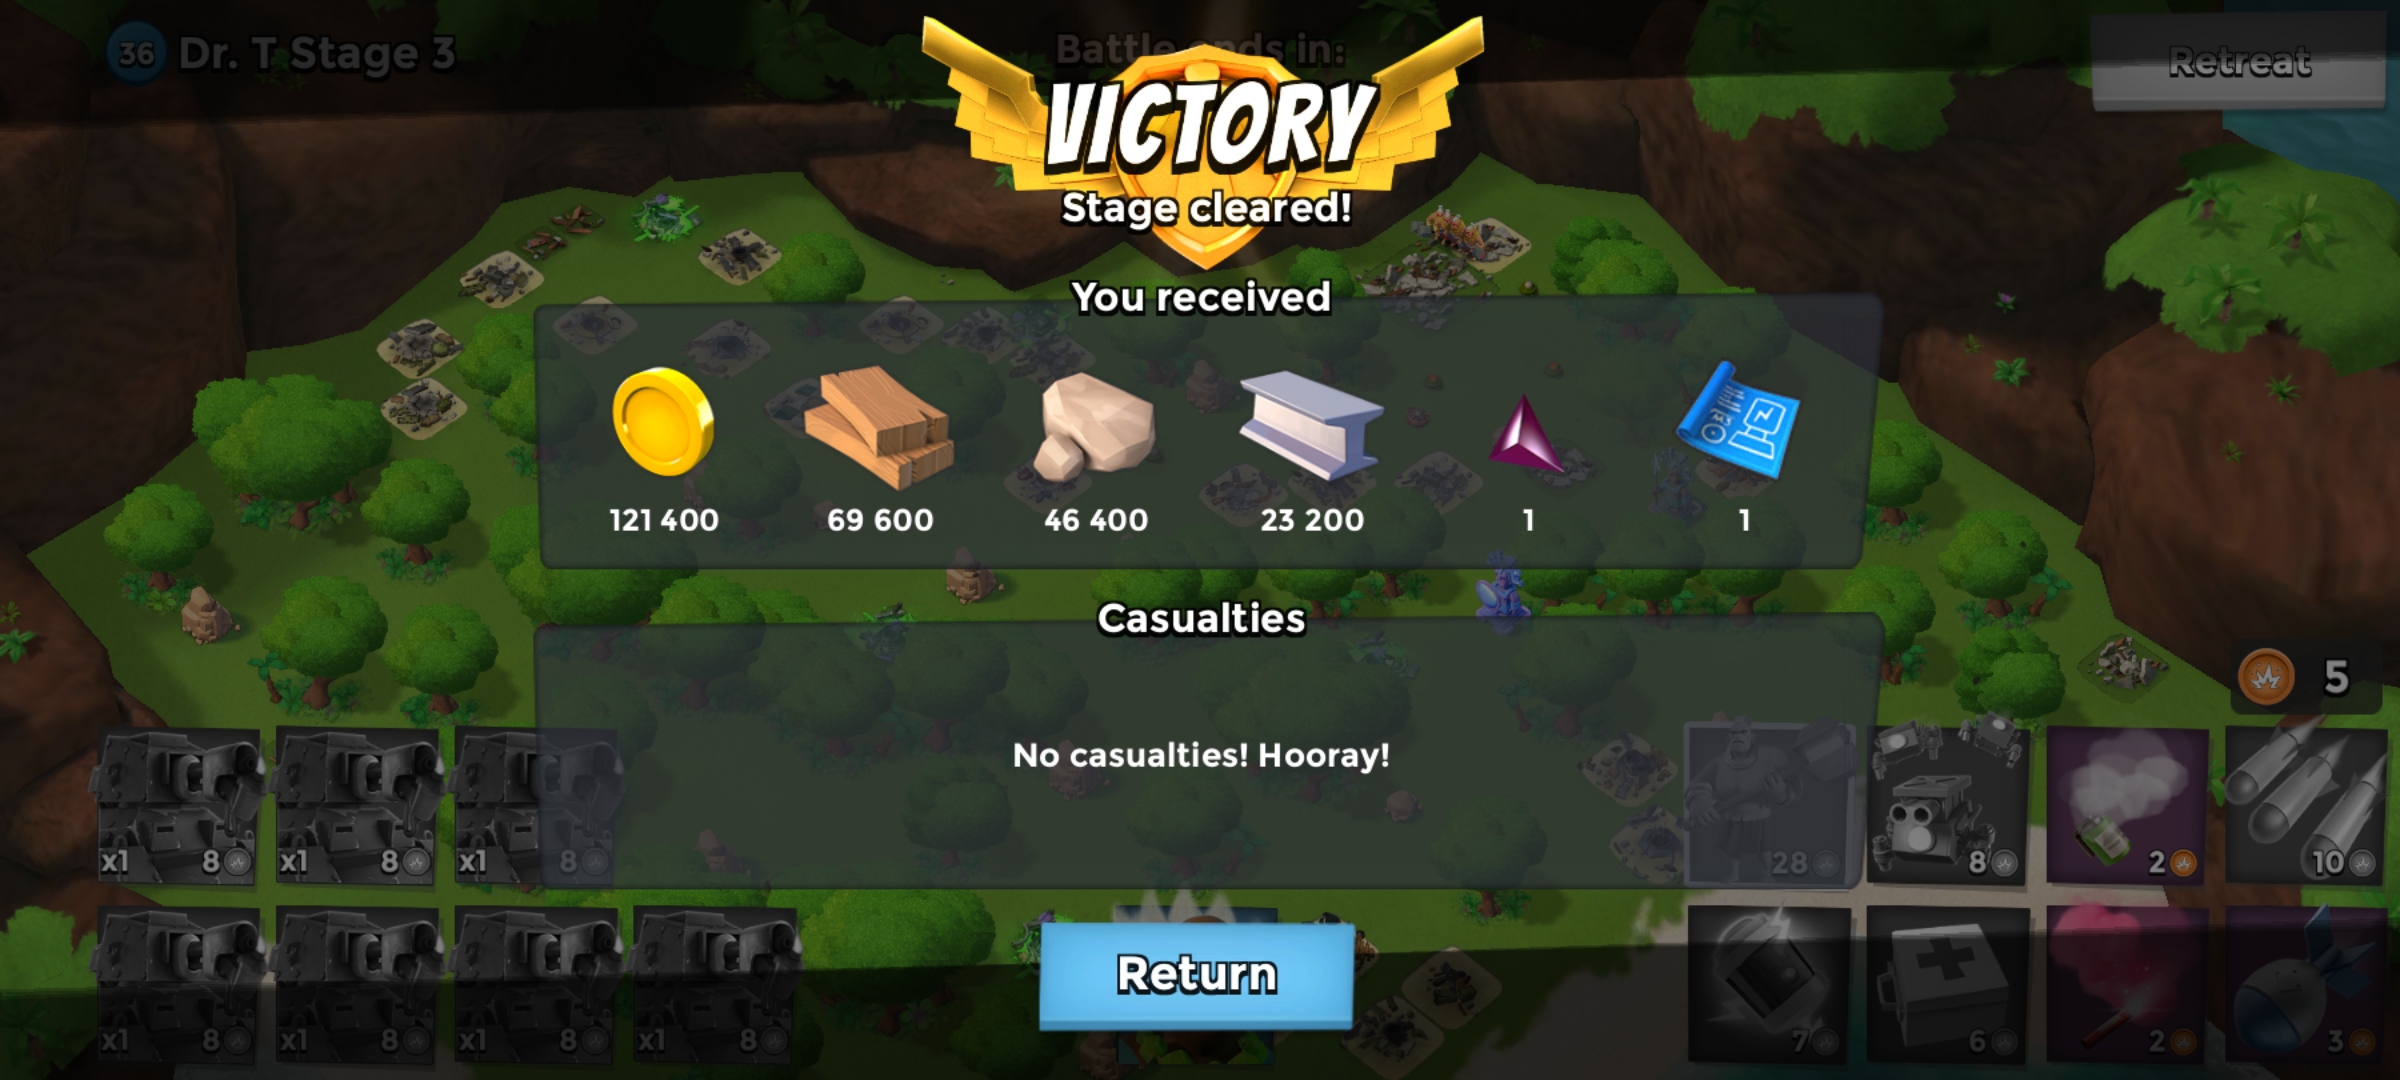 36 Dr. T Stage 3
Battle ends in:
Retreat
VICTORY
Stage cleared!
You received
121 400
69 600
46 400
23 200
1
1
Casualties
No casualties! Hooray!
5
x1 8
x1 8
x1 8
28
8
2
10
Return
x1 8
x1 8
x1 8
x1 8
7
6
2
3